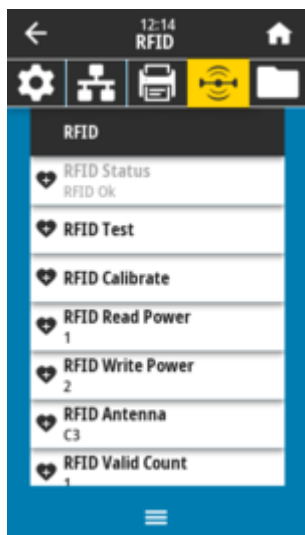 12:14
RFID
RFID
RFID Status
RFID Ok
RFID Test
RFID Calibrate
RFID Read Power
1
RFID Write Power
2
RFID Antenna
C3
RFID Valid Count
1